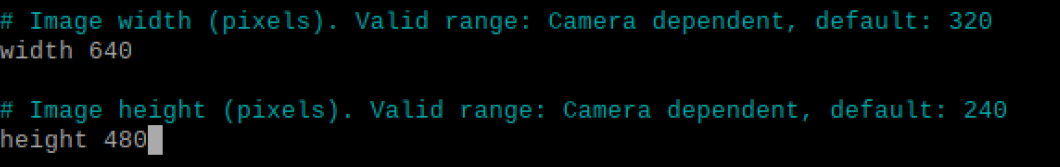 # Image width (pixels). Valid range: Camera dependent, default: 320
width 640
# Image height (pixels). Valid range: Camera dependent, default: 240
height 480